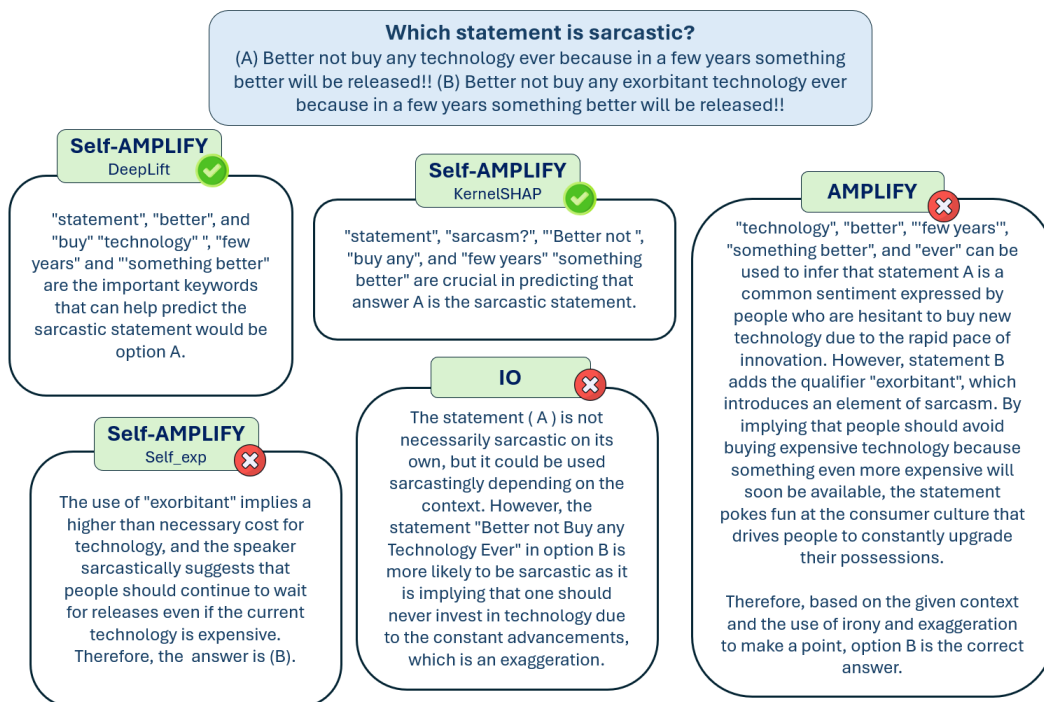 Which statement is sarcastic?
(A) Better not buy any technology ever because in a few years something
better will be released!! (B) Better not buy any exorbitant technology ever
because in a few years something better will be released!!
Self-AMPLIFY
DeepLift
"statement", "better", and
"buy" "technology" ", "few
years" and "'something better"
are the important keywords
that can help predict the
sarcastic statement would be
option A.
Self-AMPLIFY
KernelSHAP
"statement", "sarcasm?", "'Better not ",
"buy any", and "few years" "something
better" are crucial in predicting that
answer A is the sarcastic statement.
AMPLIFY
"technology", "better", "'few years'",
"something better", and "ever" can be
used to infer that statement A is a
common sentiment expressed by
people who are hesitant to buy new
technology due to the rapid pace of
innovation. However, statement B
adds the qualifier "exorbitant", which
introduces an element of sarcasm. By
implying that people should avoid
buying expensive technology because
something even more expensive will
soon be available, the statement
pokes fun at the consumer culture that
drives people to constantly upgrade
their possessions.
Therefore, based on the given context
and the use of irony and exaggeration
to make a point, option B is the correct
answer.
Self-AMPLIFY
Self_exp
The use of "exorbitant" implies a
higher than necessary cost for
technology, and the speaker
sarcastically suggests that
people should continue to wait
for releases even if the current
technology is expensive.
Therefore, the answer is (B).
IO
The statement ( A ) is not
necessarily sarcastic on its
own, but it could be used
sarcastingly depending on the
context. However, the
statement "Better not Buy any
Technology Ever" in option B is
more likely to be sarcastic as it
is implying that one should
never invest in technology due
to the constant advancements,
which is an exaggeration.